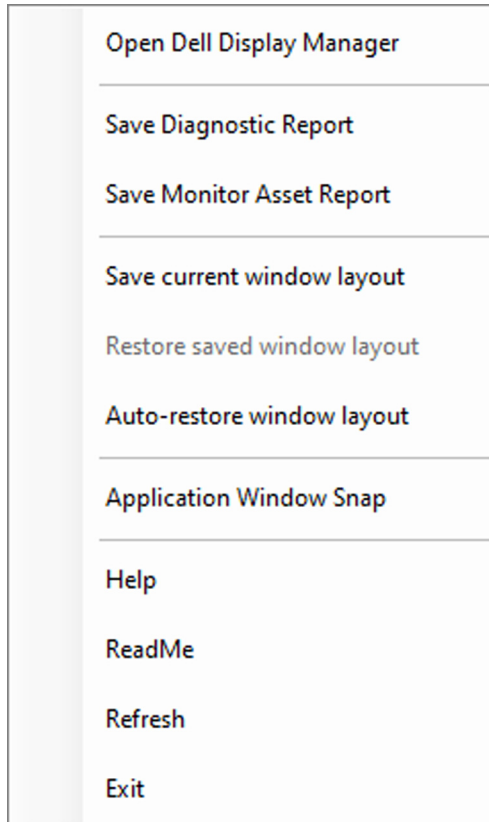 Open Dell Display Manager
Save Diagnostic Report
Save Monitor Asset Report
Save current window layout
Restore saved window layout
Auto-restore window layout
Application Window Snap
Help
ReadMe
Refresh
Exit